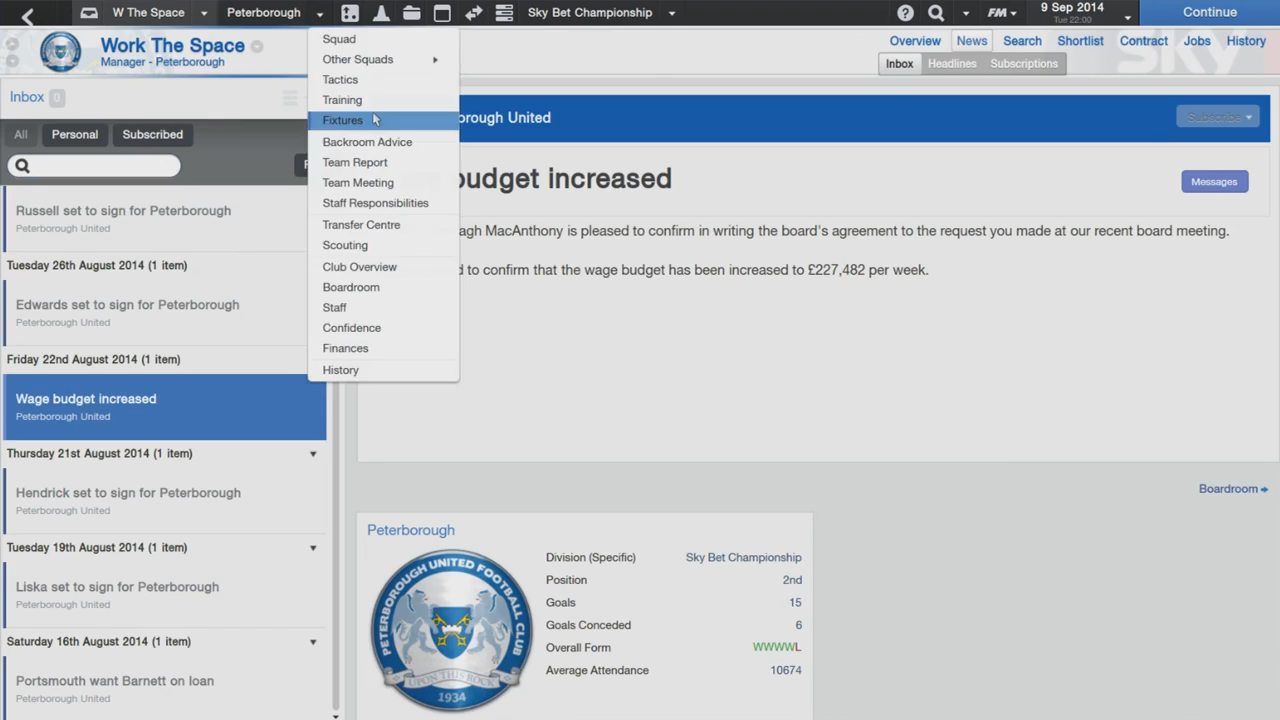 W The Space
Peterborough
Sky Bet Championship
FM
9 Sep 2014
Tue 22:00
Continue
Work The Space
Manager - Peterborough
Overview
News
Search
Shortlist
Contract
Jobs
History
Inbox
Headlines
Subscriptions
Inbox 0
All
Personal
Subscribed
Russell set to sign for Peterborough
Peterborough United
Tuesday 26th August 2014 (1 item)
Edwards set to sign for Peterborough
Peterborough United
Friday 22nd August 2014 (1 item)
Wage budget increased
Peterborough United
Thursday 21st August 2014 (1 item)
Hendrick set to sign for Peterborough
Peterborough United
Tuesday 19th August 2014 (1 item)
Liska set to sign for Peterborough
Peterborough United
Saturday 16th August 2014 (1 item)
Portsmouth want Barnett on loan
Peterborough United
Squad
Other Squads
Tactics
Training
Fixtures
Backroom Advice
Team Report
Team Meeting
Staff Responsibilities
Transfer Centre
Scouting
Club Overview
Boardroom
Staff
Confidence
Finances
History
orough United
Subscribe
budget increased
Messages
agh MacAnthony is pleased to confirm in writing the board's agreement to the request you made at our recent board meeting.
d to confirm that the wage budget has been increased to £227,482 per week.
Boardroom
Peterborough
PETERBOROUGH UNITED FOOTBALL CLUB
UPON THIS ROCK
1934
Division (Specific) Sky Bet Championship
Position 2nd
Goals 15
Goals Conceded 6
Overall Form WWWWL
Average Attendance 10674